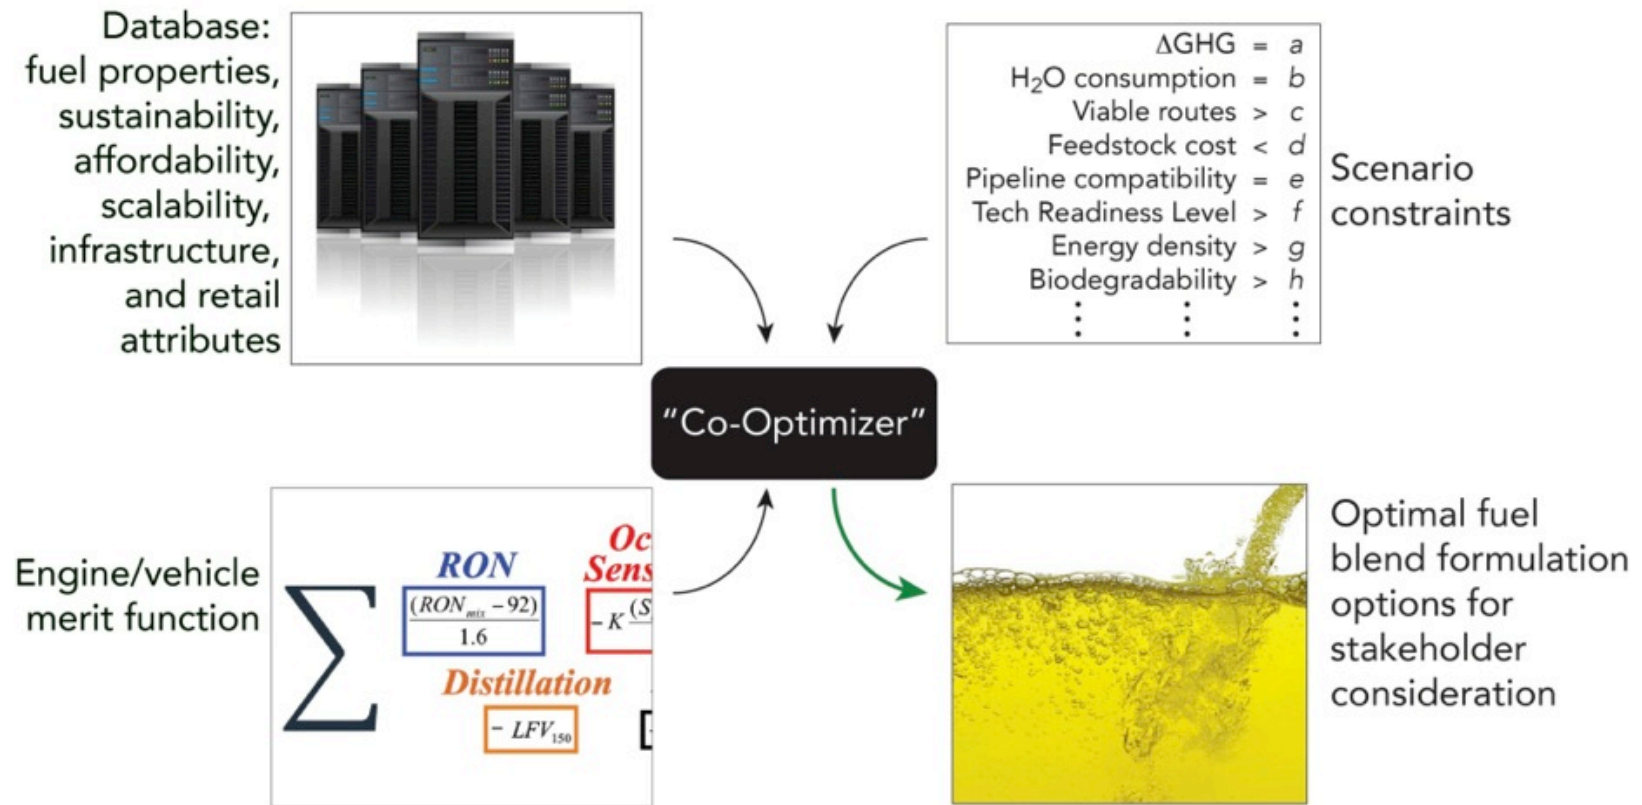 Database:
fuel properties,
sustainability,
affordability,
scalability,
infrastructure,
and retail
attributes
ΔGHG = a
H₂O consumption = b
Viable routes > c
Feedstock cost < d
Pipeline compatibility = e
Tech Readiness Level > f
Energy density > g
Biodegradability > h
Scenario
constraints
"Co-Optimizer"
Engine/vehicle
merit function
∑
RON
(RONmix − 92)
1.6
Oc
Sens
− K (S
Distillation
− LFV₁₅₀
Optimal fuel
blend formulation
options for
stakeholder
consideration